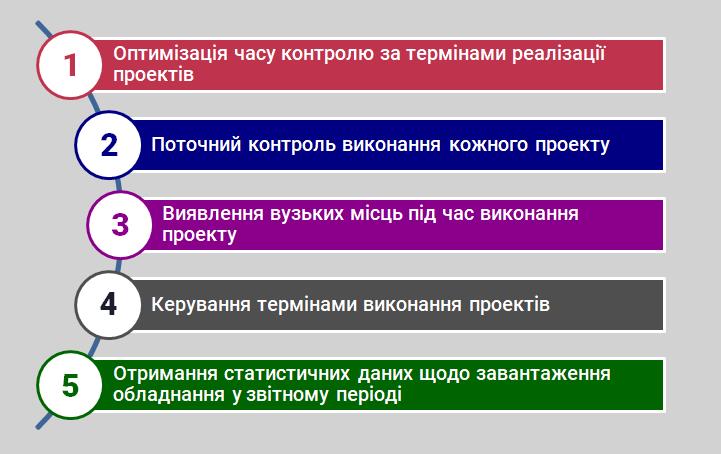 1
Оптимізація часу контролю за термінами реалізації
проектів
2
Поточний контроль виконання кожного проекту
3
Виявлення вузьких місць під час виконання
проекту
4
Керування термінами виконання проектів
5
Отримання статистичних даних щодо завантаження
обладнання у звітному періоді